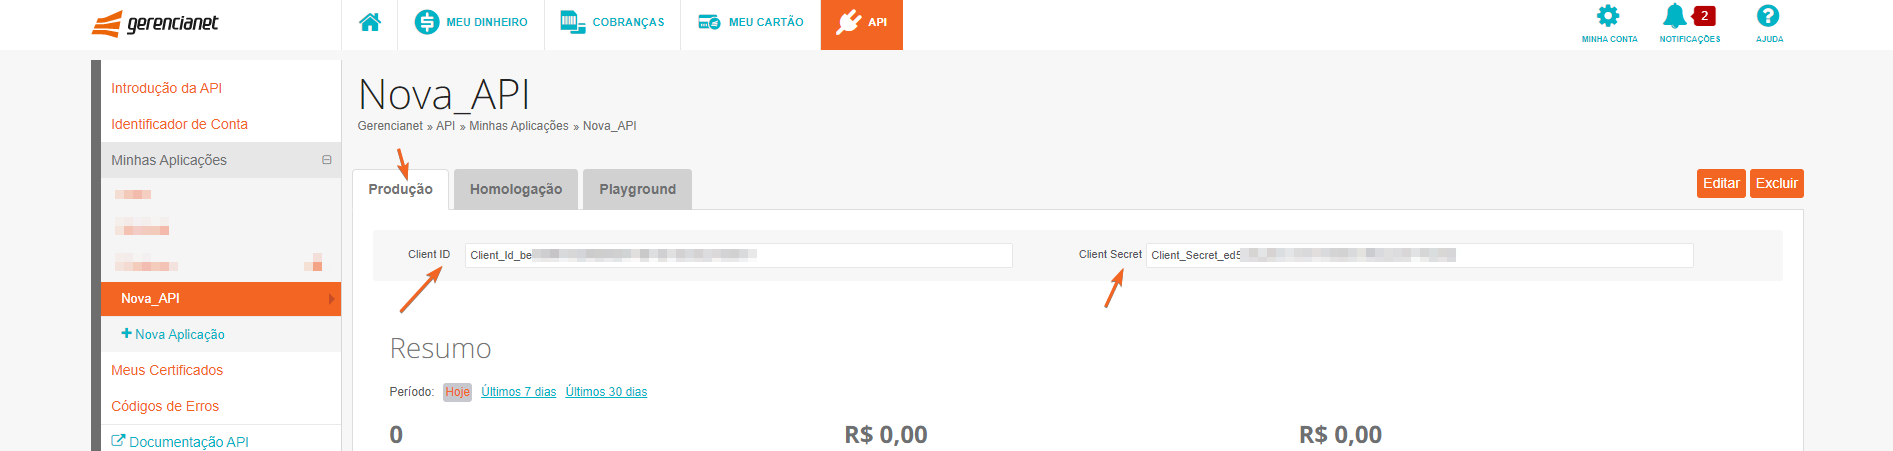 gerencianet
MEU DINHEIRO
COBRANÇAS
MEU CARTÃO
API
MINHA CONTA
2
NOTIFICAÇÕES
AJUDA
Introdução da API
Identificador de Conta
Minhas Aplicações
Nova_API
Nova Aplicação
Meus Certificados
Códigos de Erros
Documentação API
Nova_API
Gerencianet » API » Minhas Aplicações » Nova_API
Produção
Homologação
Playground
Editar
Excluir
Client ID
Client_Id_be
Client Secret
Client_Secret_ed5
Resumo
Período: Hoje Últimos 7 dias Últimos 30 dias
0
R$ 0,00
R$ 0,00